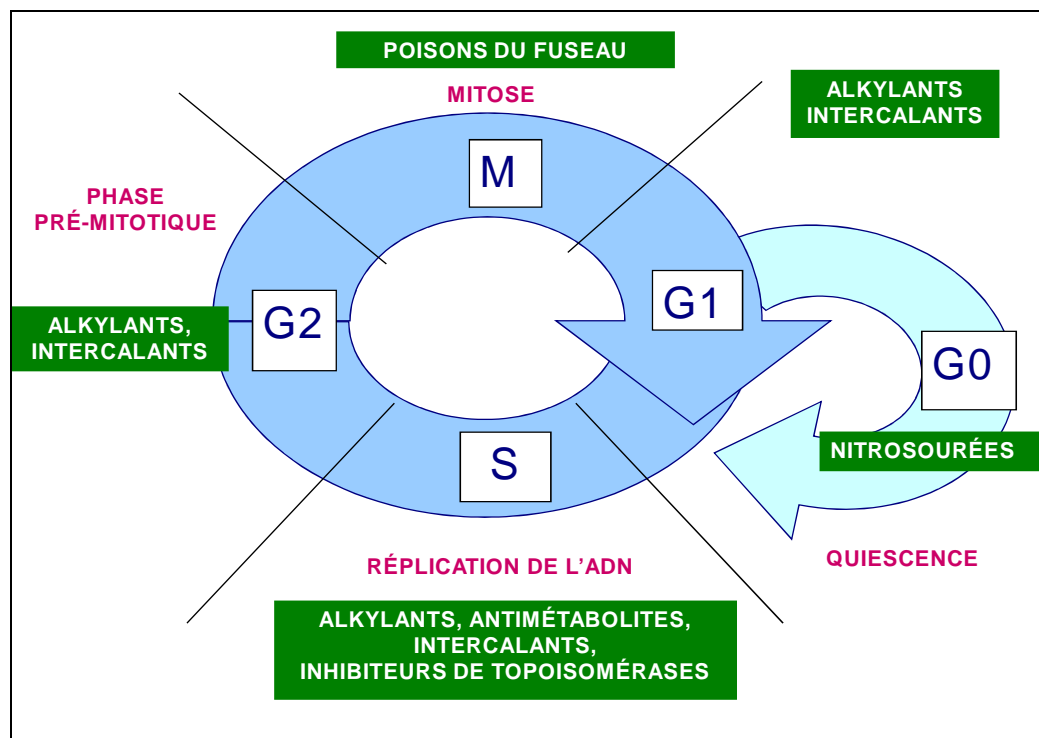 POISONS DU FUSEAU
MITOSE
ALKYLANTS
INTERCALANTS
M
PHASE
PRÉ-MITOTIQUE
G1
G2
ALKYLANTS,
INTERCALANTS
G0
NITROSOURÉES
S
QUIESCENCE
RÉPLICATION DE L’ADN
ALKYLANTS, ANTIMÉTABOLITES,
INTERCALANTS,
INHIBITEURS DE TOPOISOMÉRASES